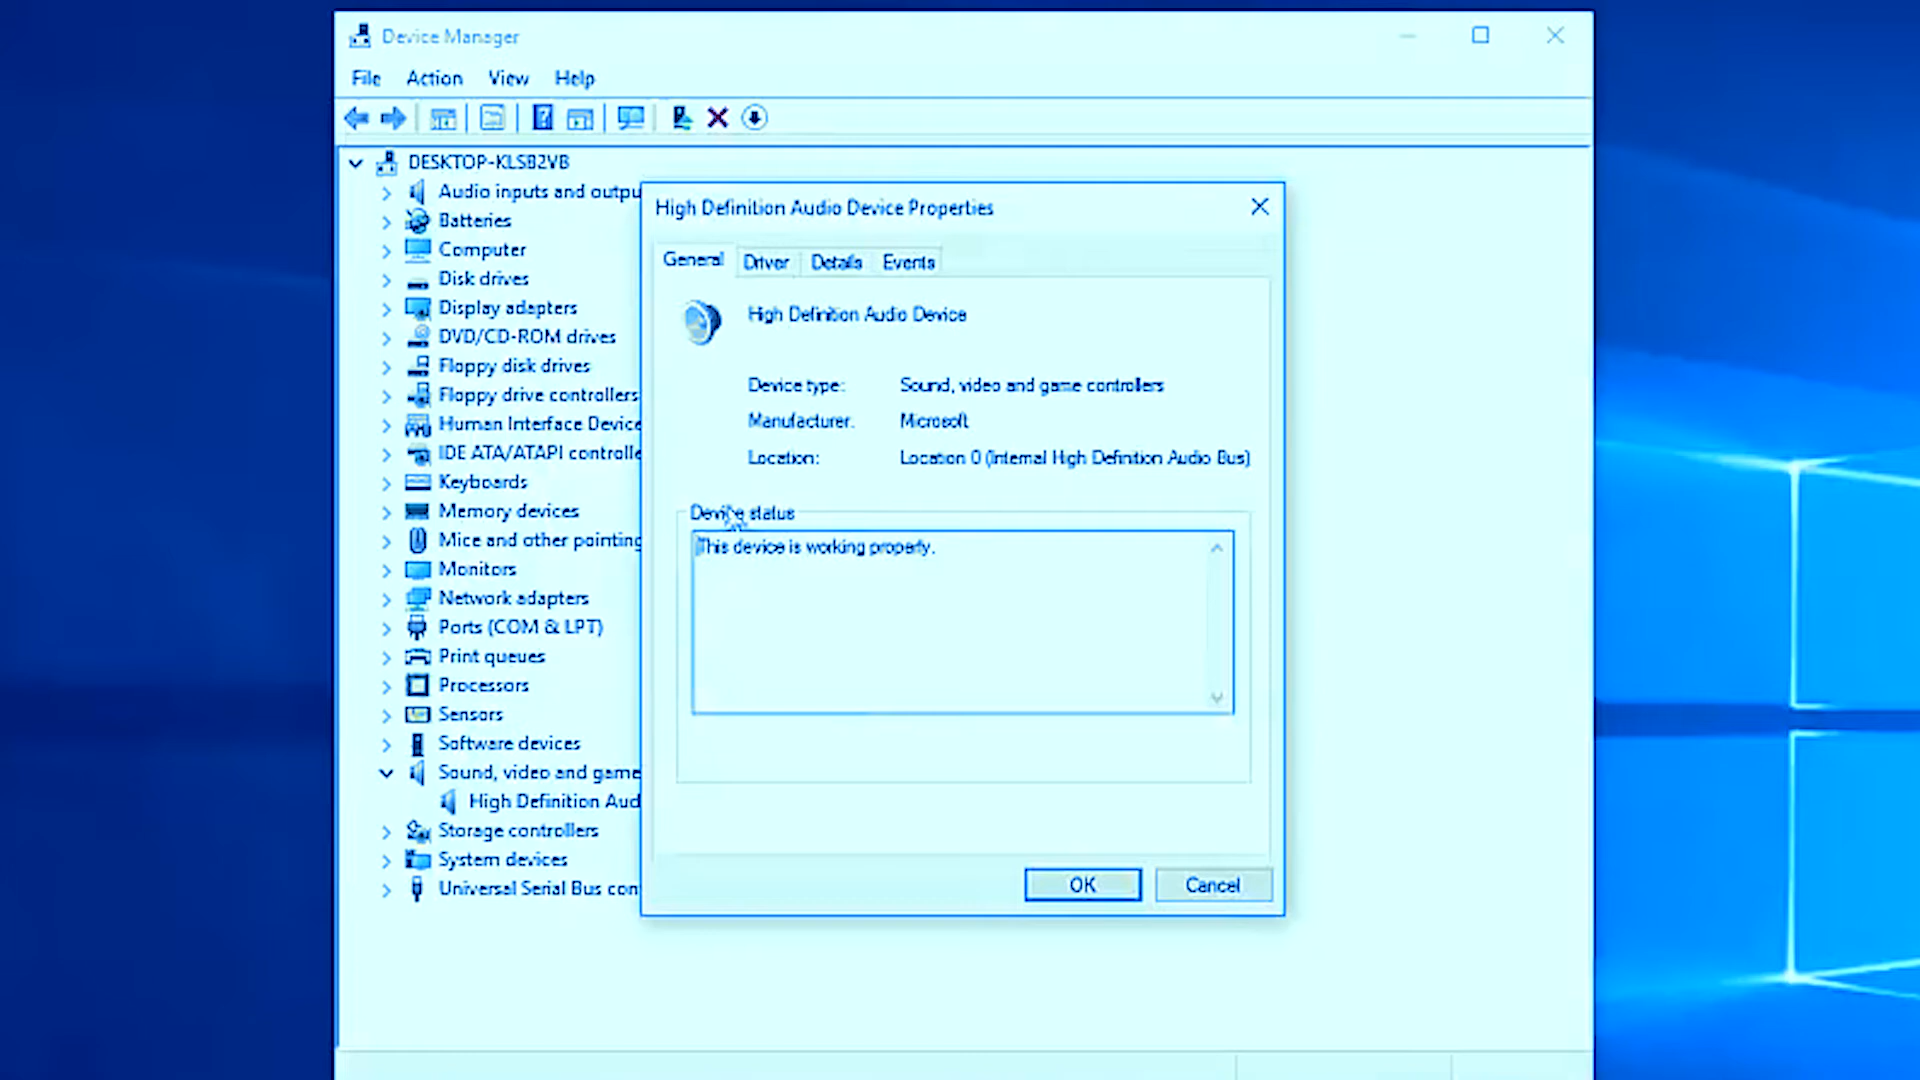 Device Manager
File Action View Help
DESKTOP-KLSB2VB
Audio inputs and outpu
Batteries
Computer
Disk drives
Display adapters
DVD/CD-ROM drives
Floppy disk drives
Floppy drive controllers
Human Interface Device
IDE ATA/ATAPI controlle
Keyboards
Memory devices
Mice and other pointing
Monitors
Network adapters
Ports (COM & LPT)
Print queues
Processors
Sensors
Software devices
Sound, video and game
High Definition Aud
Storage controllers
System devices
Universal Serial Bus con
High Definition Audio Device Properties
General Driver Details Events
High Definition Audio Device
Device type: Sound, video and game controllers
Manufacturer: Microsoft
Location: Location 0 (Internal High Definition Audio Bus)
Device status
This device is working properly.
OK Cancel